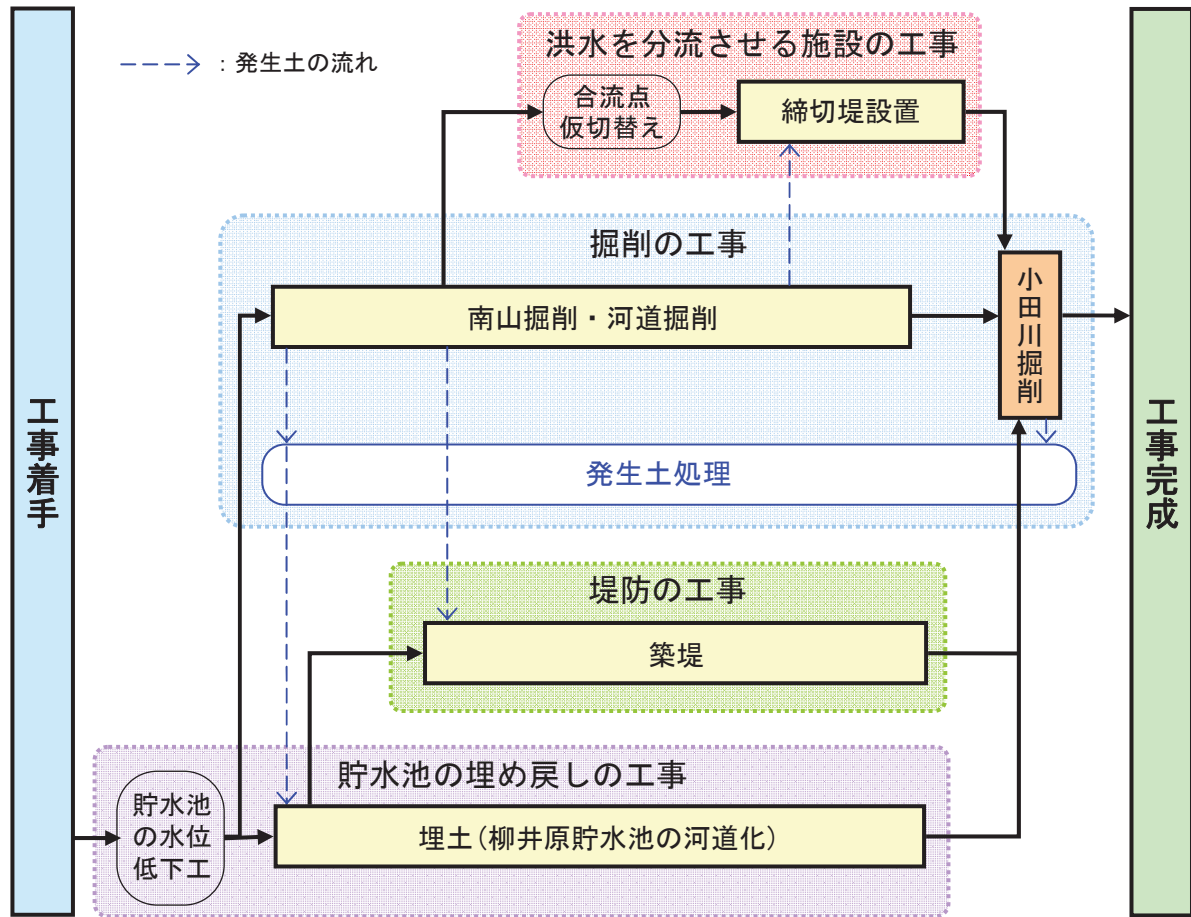 洪水を分流させる施設の工事
: 発生土の流れ
合流点
仮切替え
締切堤設置
掘削の工事
南山掘削・河道掘削
小田川掘削
発生土処理
工事着手
工事完成
堤防の工事
築堤
貯水池の埋め戻しの工事
貯水池
の水位
低下工
埋土(柳井原貯水池の河道化)